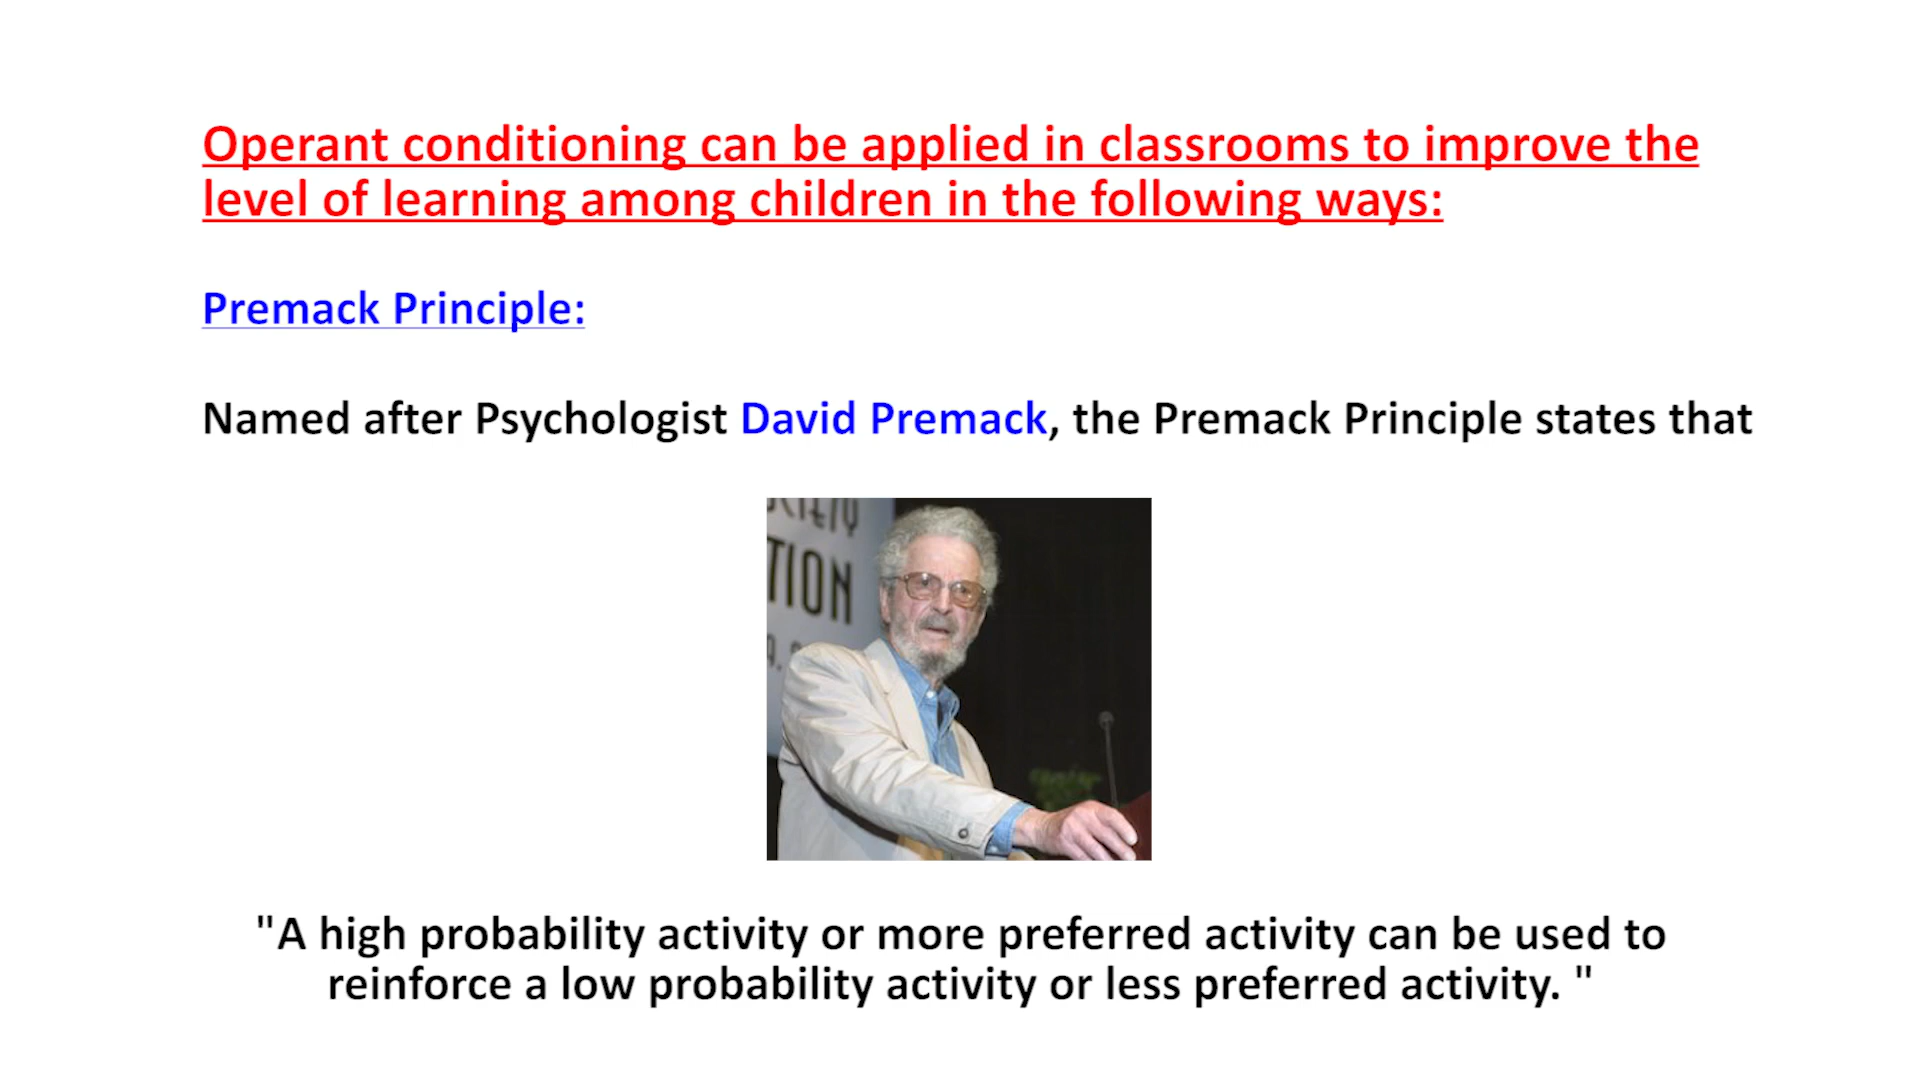 Operant conditioning can be applied in classrooms to improve the
level of learning among children in the following ways:
Premack Principle:
Named after Psychologist David Premack, the Premack Principle states that
TION
"A high probability activity or more preferred activity can be used to
reinforce a low probability activity or less preferred activity. "